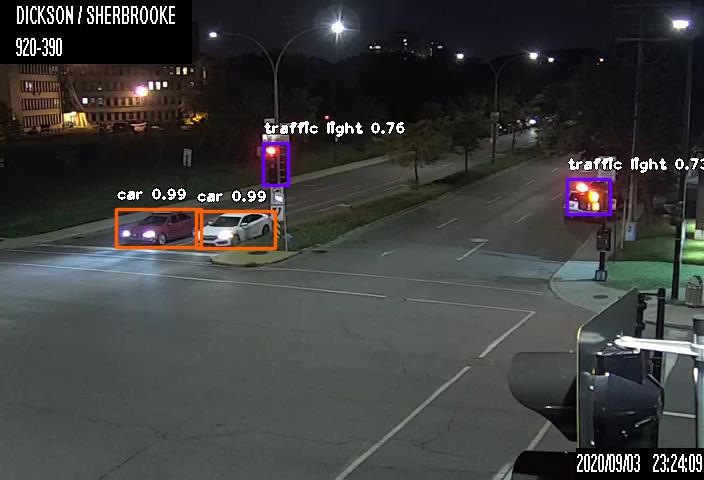 DICKSON / SHERBROOKE
920-390
traffic light 0.76
traffic light 0.73
car 0.99
car 0.99
2020/09/03 23:24:09